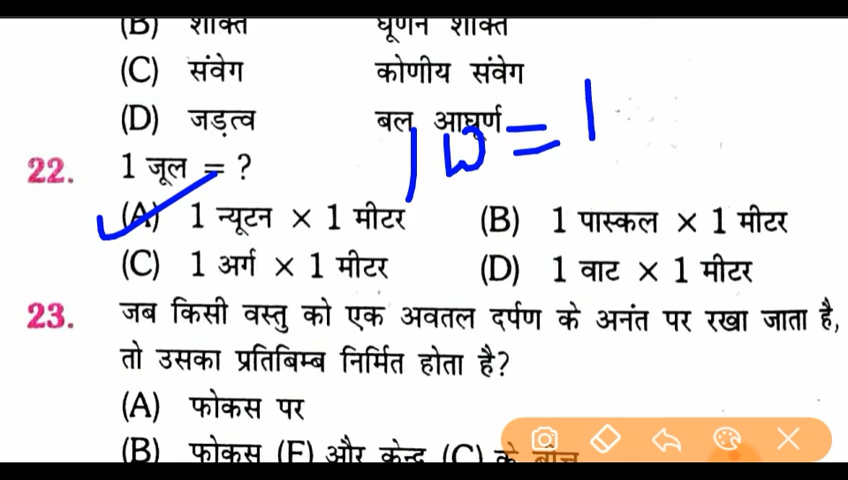 (B) शक्ति घूर्णन शक्ति
(C) संवेग कोणीय संवेग
(D) जड़त्व बल आघूर्ण
1W = 1
22. 1 जूल = ?
(A) 1 न्यूटन × 1 मीटर (B) 1 पास्कल × 1 मीटर
(C) 1 अर्ग × 1 मीटर (D) 1 वाट × 1 मीटर
23. जब किसी वस्तु को एक अवतल दर्पण के अनंत पर रखा जाता है,
तो उसका प्रतिबिम्ब निर्मित होता है?
(A) फोकस पर
(B) फोकस (F) और केन्द्र (C) के बीच